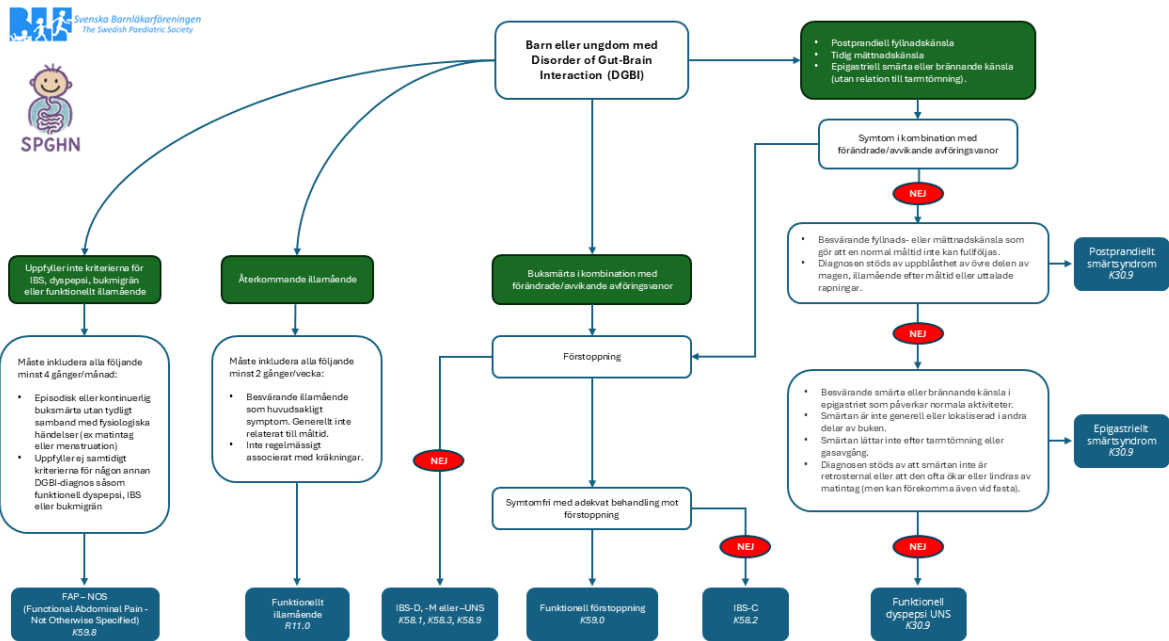 Svenska Barnläkarföreningen
The Swedish Paediatric Society
SPGHN
Barn eller ungdom med
Disorder of Gut-Brain
Interaction (DGBI)
• Postprandiell fyllnadskänsla
• Tidig mättnadskänsla
• Epigastriell smärta eller brännande känsla
(utan relation till tarmtömning).
Symtom i kombination med
förändrade/avvikande avföringsvanor
NEJ
• Besvärande fyllnads- eller mättnadskänsla som
gör att en normal måltid inte kan fullföljas.
• Diagnosen stöds av uppblåsthet av övre delen av
magen, illamående efter måltid eller uttalade
rapningar.
Postprandiellt
smärtsyndrom
K30.9
NEJ
• Besvärande smärta eller brännande känsla i
epigastriet som påverkar normala aktiviteter.
• Smärtan är inte generell eller lokaliserad i andra
delar av buken.
• Smärtan lättar inte efter tarmtömning eller
gasavgång.
• Diagnosen stöds av att smärtan inte är
retrosternal eller att den ofta ökar eller lindras av
matintag (men kan förekomma även vid fasta).
Epigastriellt
smärtsyndrom
K30.9
NEJ
Funktionell
dyspepsi UNS
K30.9
Uppfyller inte kriterierna för
IBS, dyspepsi, bukmigrän
eller funktionellt illamående
Måste inkludera alla följande
minst 4 gånger/månad:
• Episodisk eller kontinuerlig
buksmärta utan tydligt
samband med fysiologiska
händelser (ex matintag
eller menstruation)
• Uppfyller ej samtidigt
kriterierna för någon annan
DGBI-diagnos såsom
funktionell dyspepsi, IBS
eller bukmigrän
FAP – NOS
(Functional Abdominal Pain -
Not Otherwise Specified)
K59.8
Återkommande illamående
Måste inkludera alla följande
minst 2 gånger/vecka:
• Besvärande illamående
som huvudsakligt
symptom. Generellt inte
relaterat till måltid.
• Inte regelmässigt
associerat med kräkningar.
Funktionellt
illamående
R11.0
Buksmärta i kombination med
förändrade/avvikande avföringsvanor
Förstoppning
NEJ
Symtomfri med adekvat behandling mot
förstoppning
NEJ
IBS-D, -M eller –UNS
K58.1, K58.3, K58.9
Funktionell förstoppning
K59.0
IBS-C
K58.2